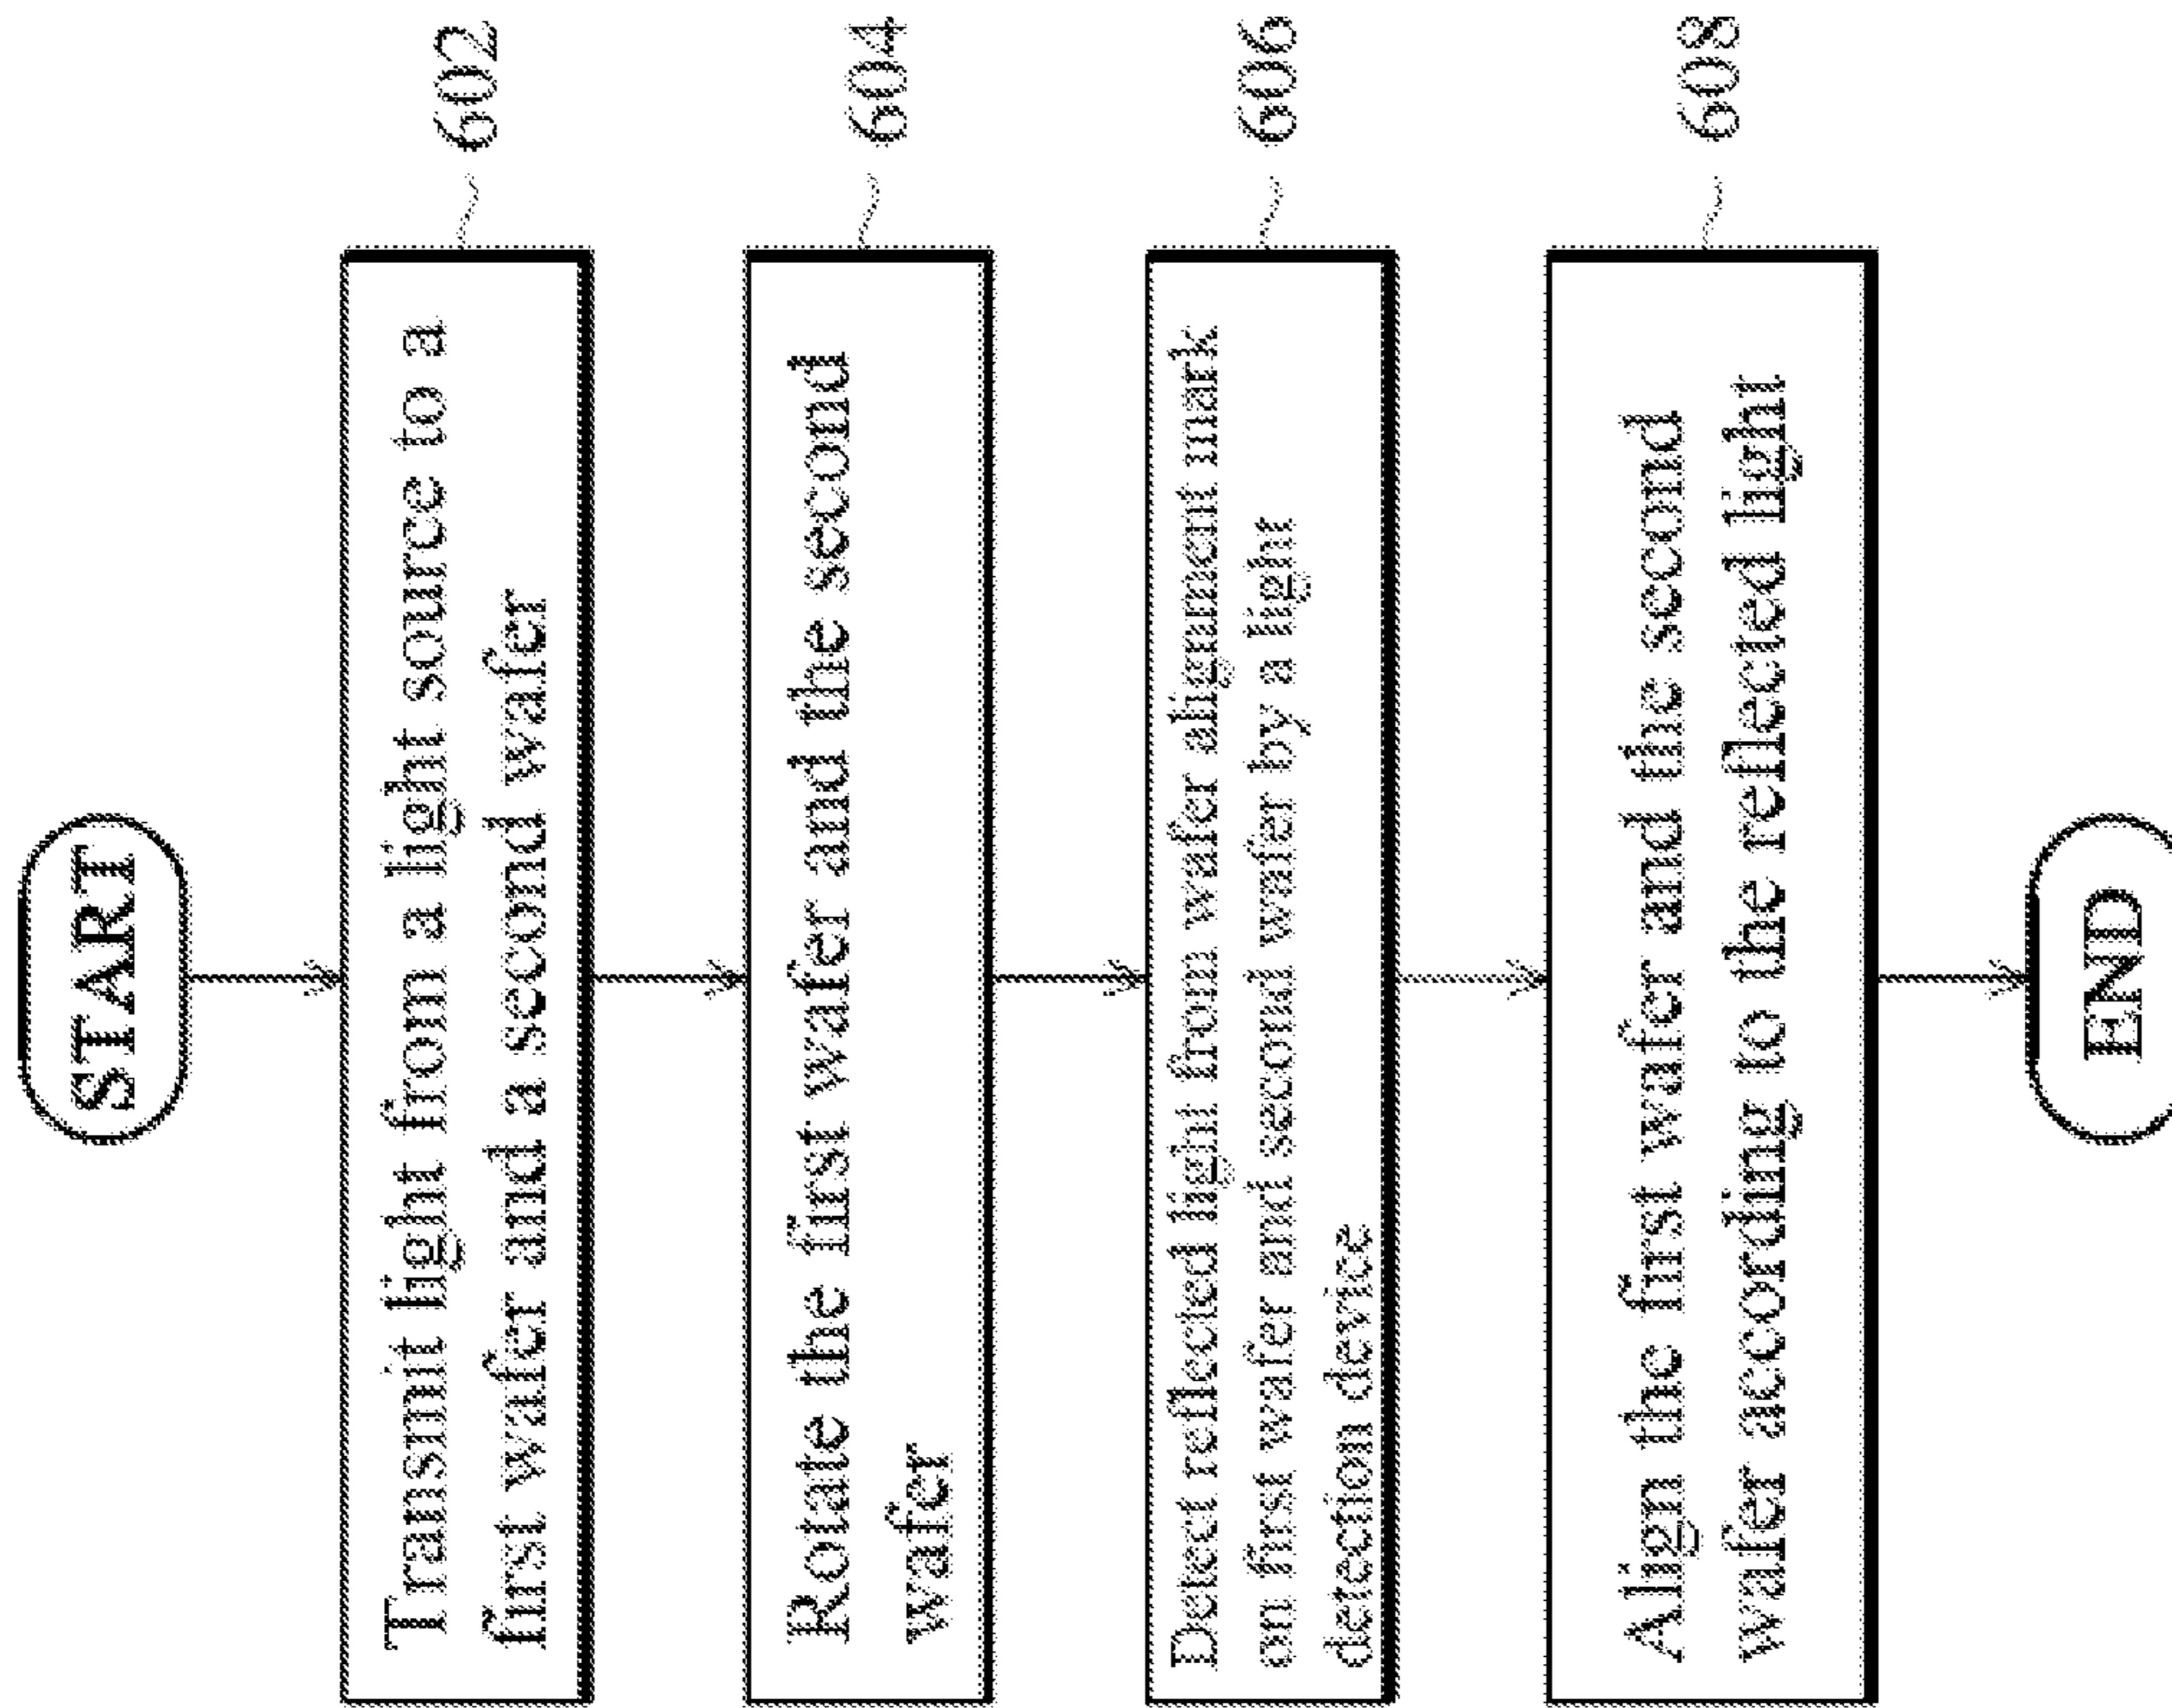 START
Transmit light from a light source to a
first wafer and a second wafer
602
Rotate the first wafer and the second
wafer
604
Detect reflected light from wafer alignment mark
on first wafer and second wafer by a light
detection device
606
Align the first wafer and the second
wafer according to the reflected light
608
END